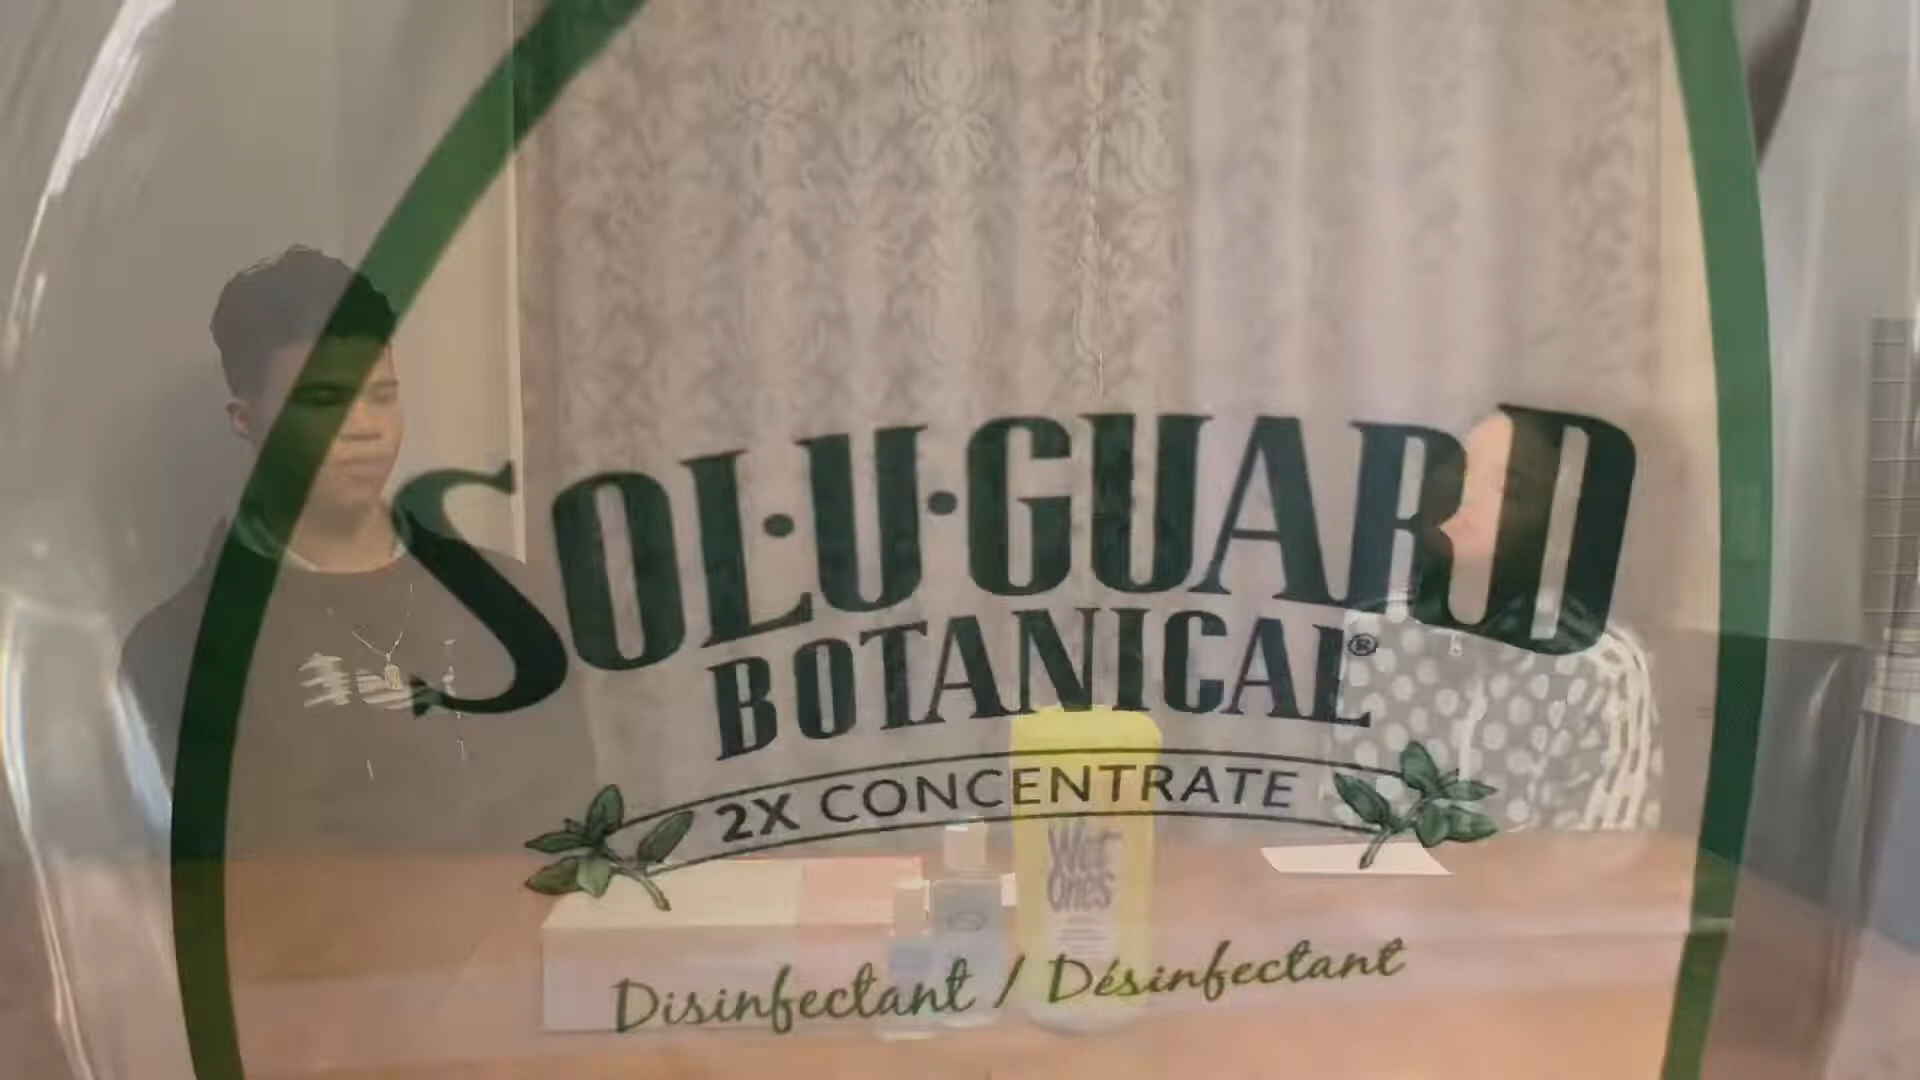 SOL·U·GUARD
BOTANICAL®
2X CONCENTRATE
Wet
Ones
Disinfectant / Désinfectant